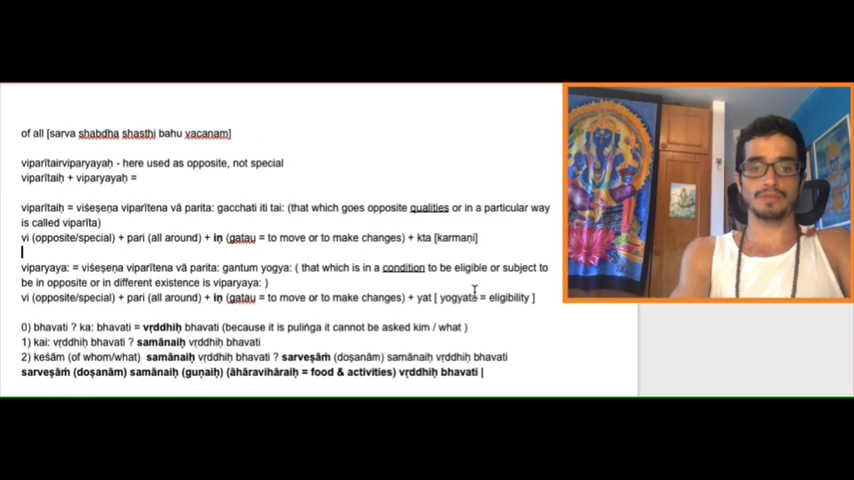 of all [sarva shabdha shasthi bahu vacanam]
viparītairviparyayaḥ - here used as opposite, not special
viparītaiḥ + viparyayaḥ =
viparītaiḥ = viśeṣeṇa viparītena vā parita: gacchati iti tai: (that which goes opposite qualities or in a particular way
is called viparīta)
vi (opposite/special) + pari (all around) + iṇ (gatau = to move or to make changes) + kta [karmaṇi]
viparyaya: = viśeṣeṇa viparītena vā parita: gantum yogya: ( that which is in a condition to be eligible or subject to
be in opposite or in different existence is viparyaya: )
vi (opposite/special) + pari (all around) + iṇ (gatau = to move or to make changes) + yat [ yogyatā = eligibility ]
0) bhavati ? ka: bhavati = vṛddhiḥ bhavati (because it is puliṅga it cannot be asked kim / what )
1) kai: vṛddhiḥ bhavati ? samānaiḥ vṛddhiḥ bhavati
2) keśām (of whom/what) samānaiḥ vṛddhiḥ bhavati ? sarveṣāṁ (doṣanām) samānaiḥ vṛddhiḥ bhavati
sarveṣāṁ (doṣanām) samānaiḥ (guṇaiḥ) (āhāravihāraiḥ = food & activities) vṛddhiḥ bhavati |